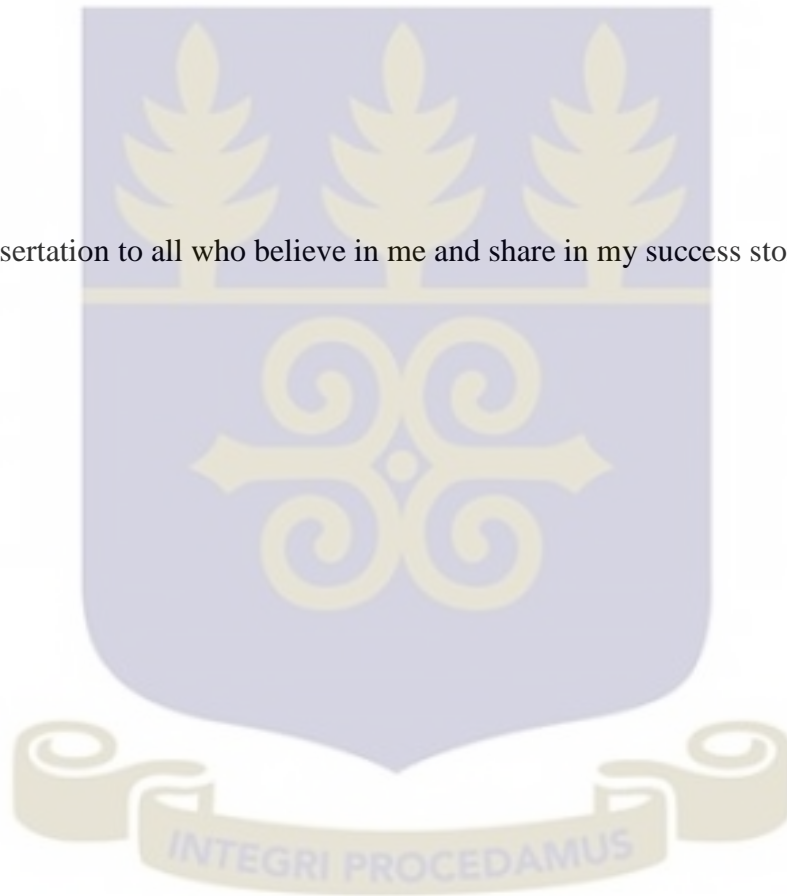 sertation to all who believe in me and share in my success sto
INTEGRI PROCEDAMUS